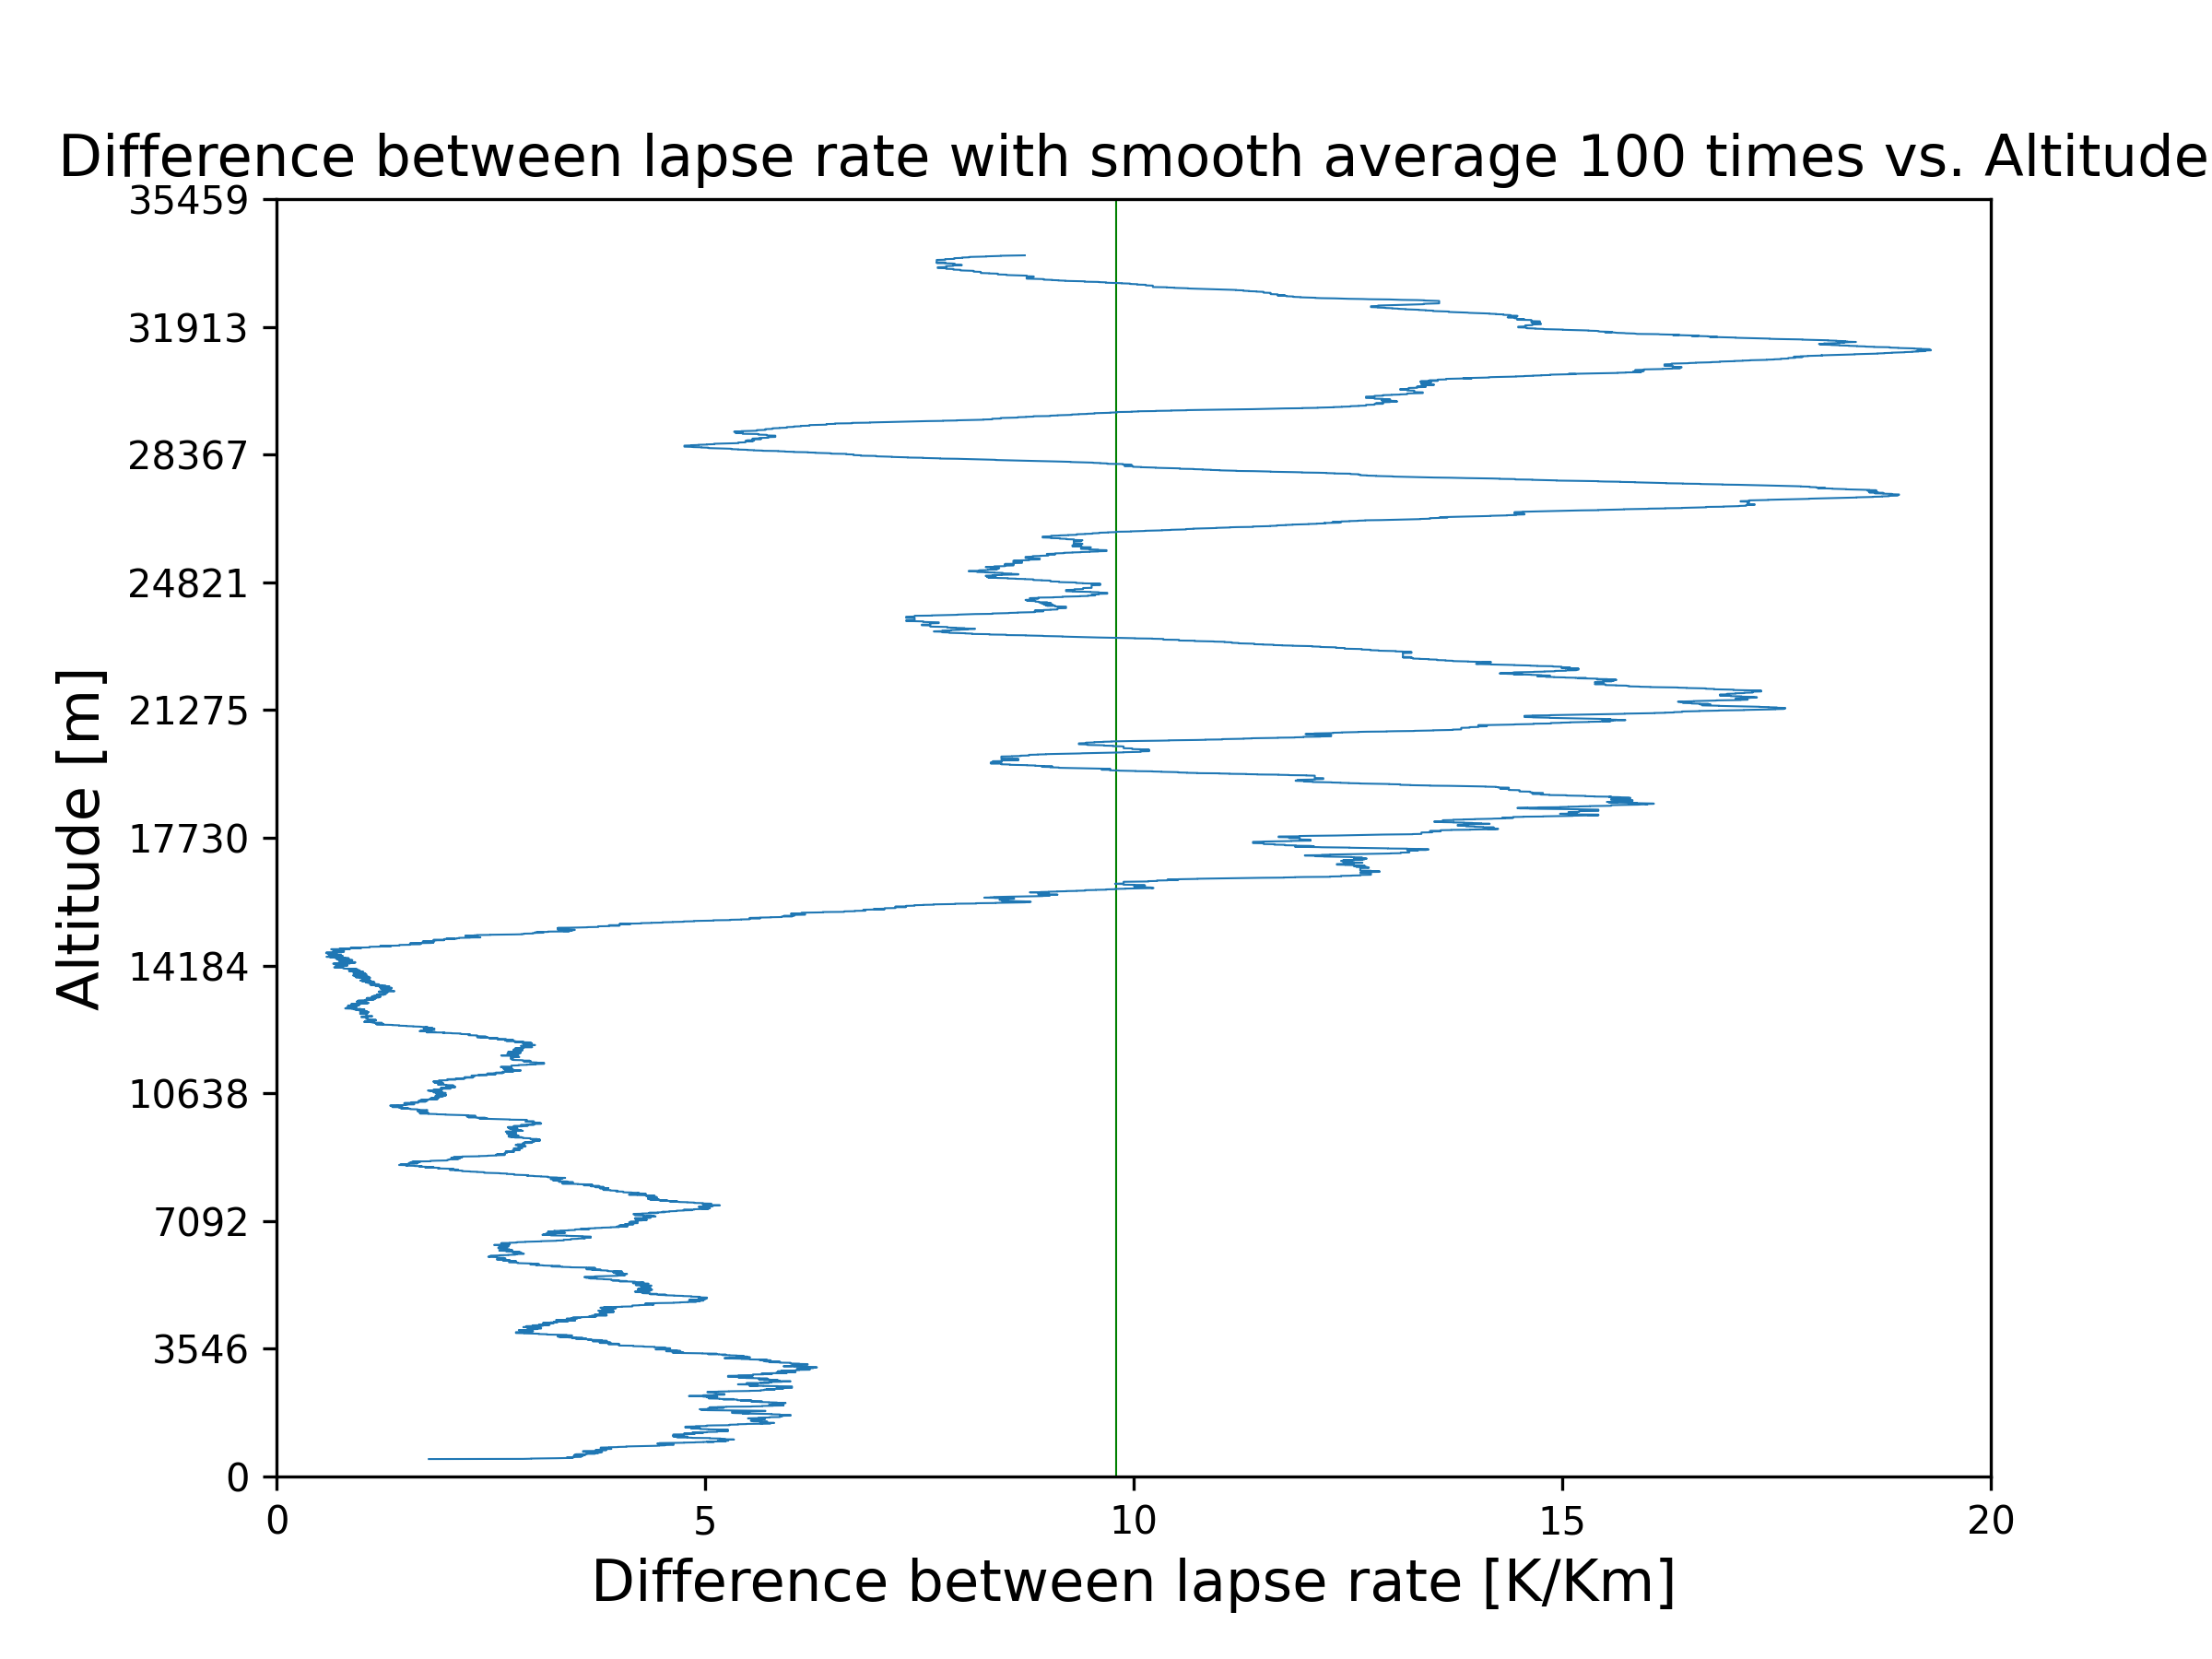 Difference between lapse rate with smooth average 100 times vs. Altitude
35459
31913
28367
24821
21275
17730
14184
10638
7092
3546
0
Altitude [m]
0 5 10 15 20
Difference between lapse rate [K/Km]